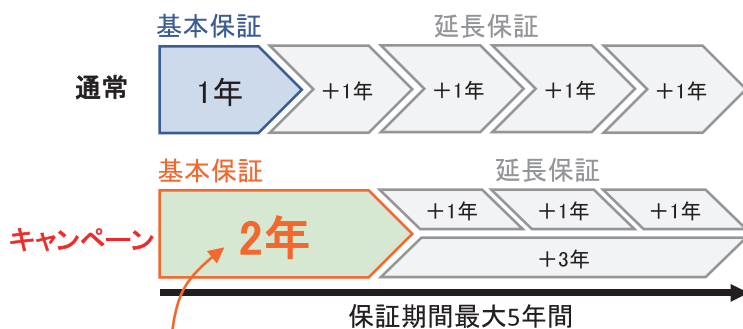 基本保証
延長保証
通常
1年
+1年
+1年
+1年
+1年
基本保証
延長保証
キャンペーン
2年
+1年
+1年
+1年
+3年
保証期間最大5年間